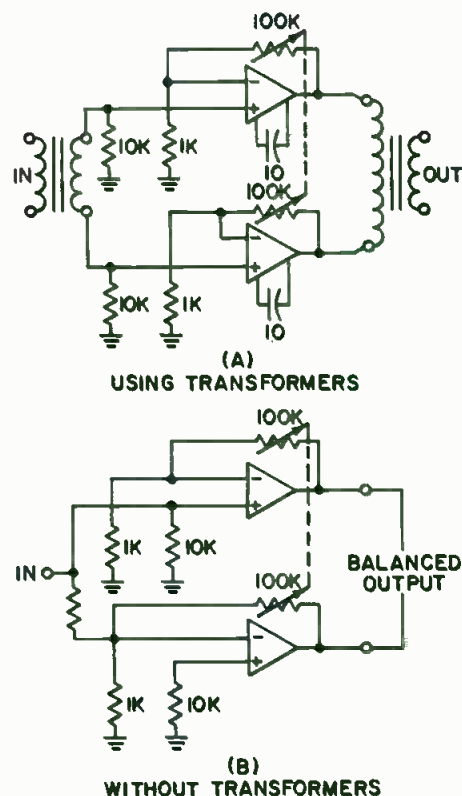 100K
10K
1K
IN
10
OUT
100K
10K
1K
10
(A)
USING TRANSFORMERS
100K
1K
10K
IN
BALANCED
OUTPUT
100K
1K
10K
(B)
WITHOUT TRANSFORMERS